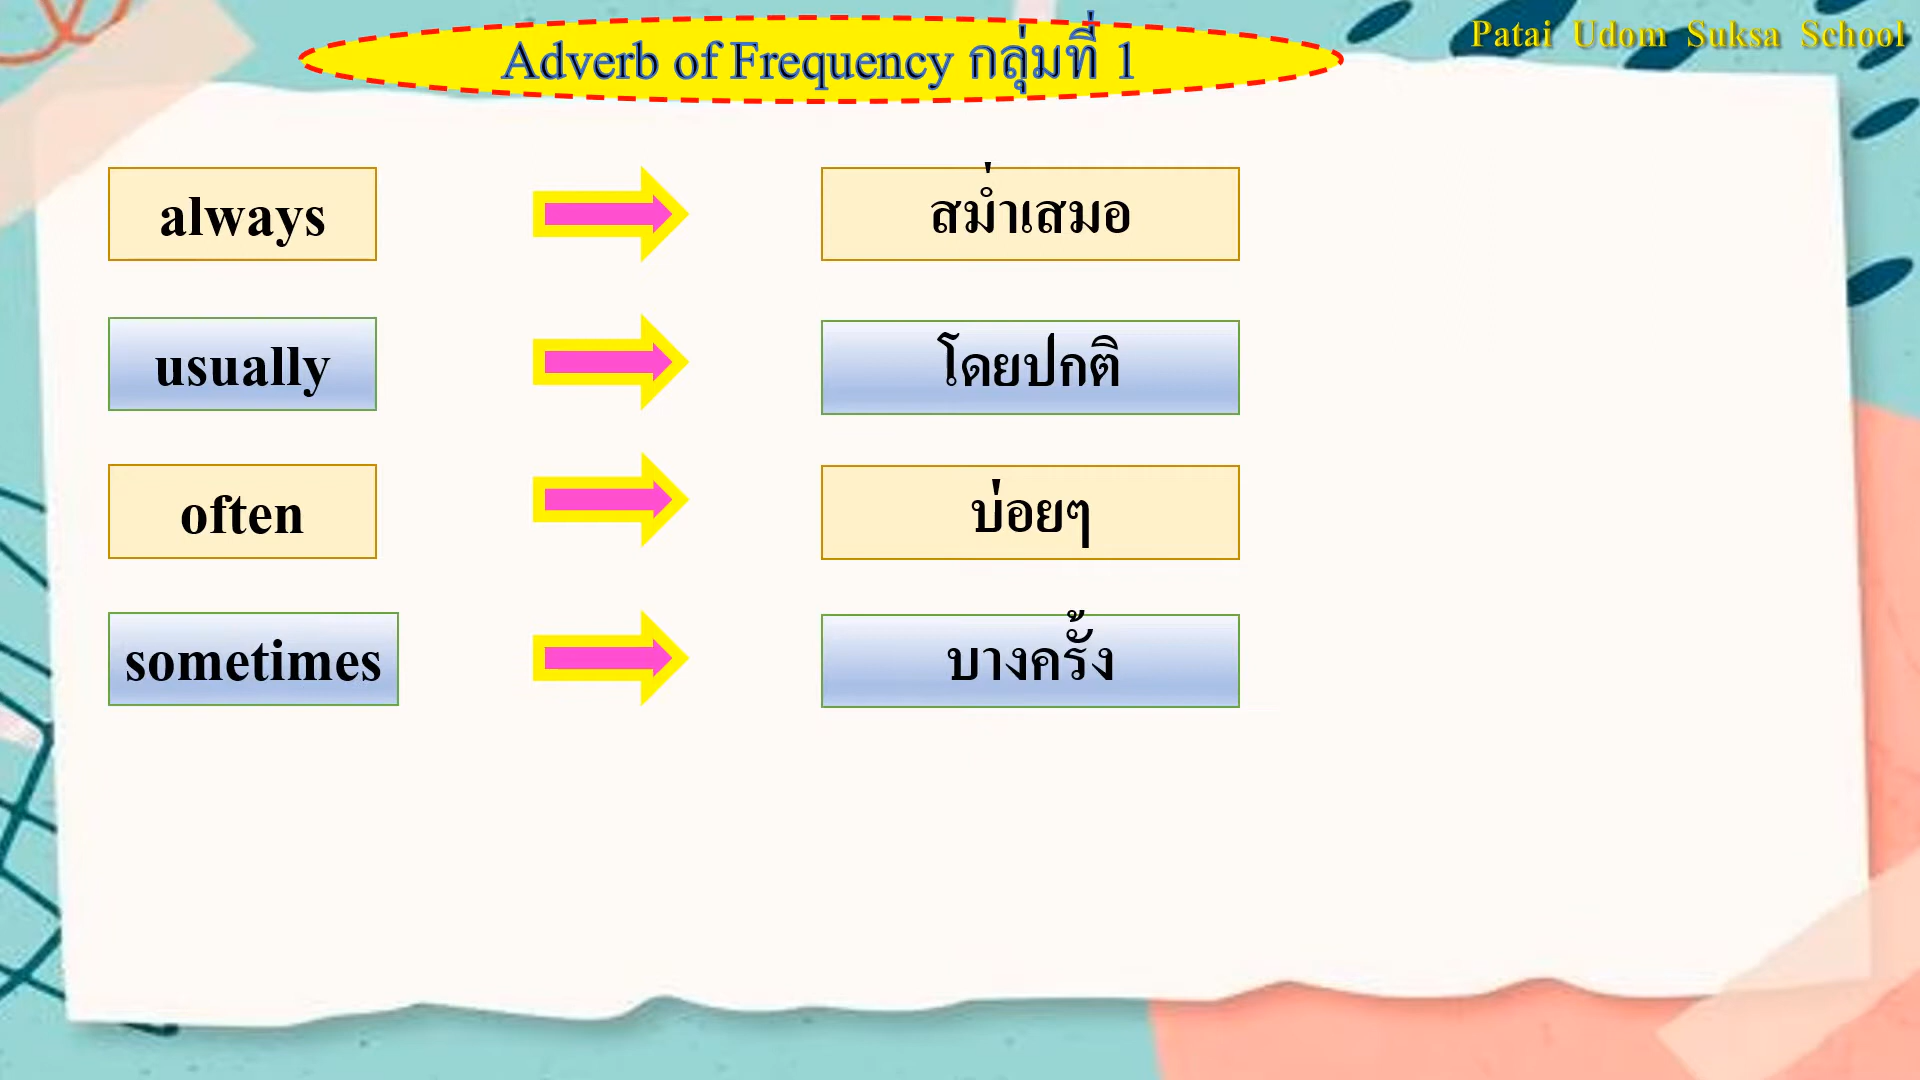 Adverb of Frequency กลุ่มที่ 1
Patai Udom Suksa School
always
สม่ำเสมอ
usually
โดยปกติ
often
บ่อยๆ
sometimes
บางครั้ง